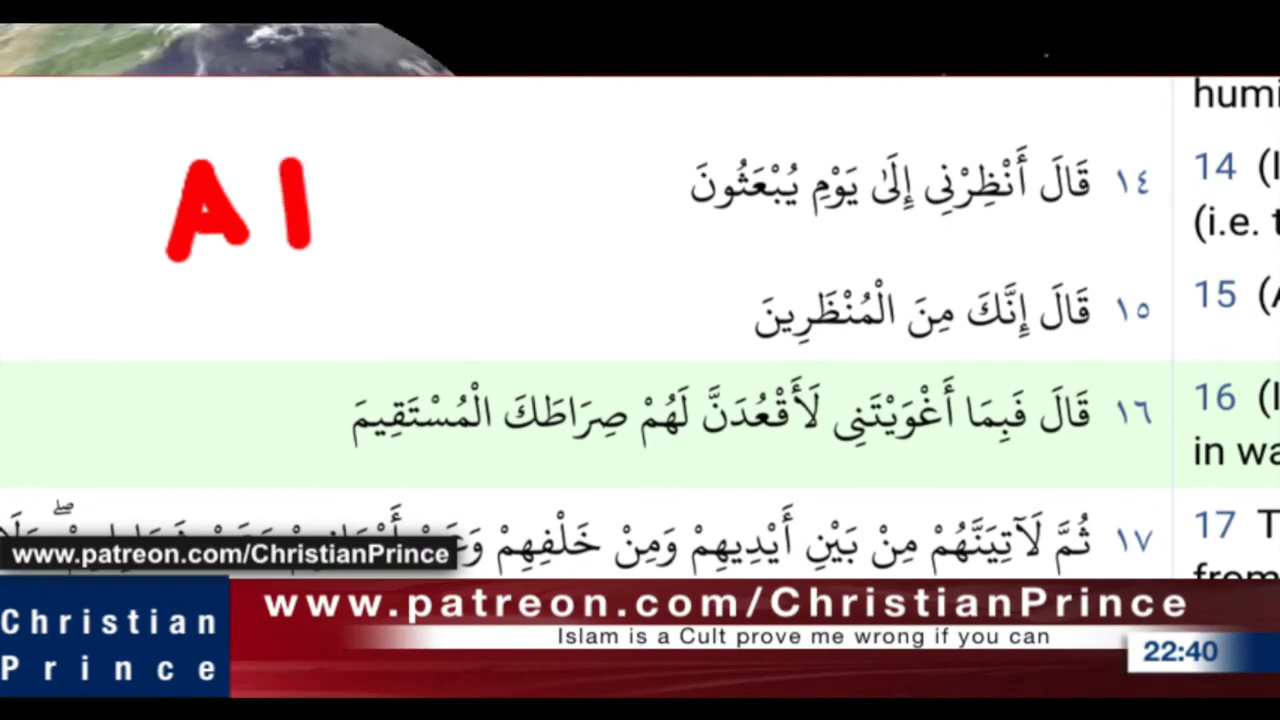 humi
A1
١٤ قَالَ أَنْظِرْنِى إِلَىٰ يَوْمِ يُبْعَثُونَ
14 (I
(i.e. t
١٥ قَالَ إِنَّكَ مِنَ الْمُنْظَرِينَ
15 (A
١٦ قَالَ فَبِمَا أَغْوَيْتَنِى لَأَقْعُدَنَّ لَهُمْ صِرَاطَكَ الْمُسْتَقِيمَ
16 (I
in wa
١٧ ثُمَّ لَآتِيَنَّهُمْ مِنْ بَيْنِ أَيْدِيهِمْ وَمِنْ خَلْفِهِمْ
17 T
from
www.patreon.com/ChristianPrince
www.patreon.com/ChristianPrince
Islam is a Cult prove me wrong if you can
Christian
Prince
22:40